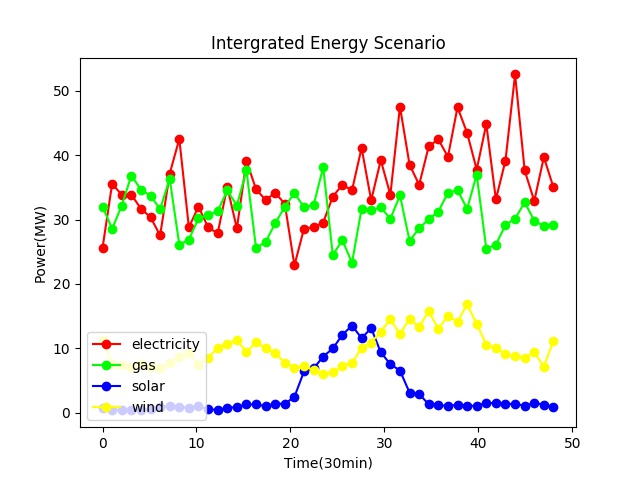 Intergrated Energy Scenario
Power(MW)
50
40
30
20
10
0
electricity
gas
solar
wind
0 10 20 30 40 50
Time(30min)